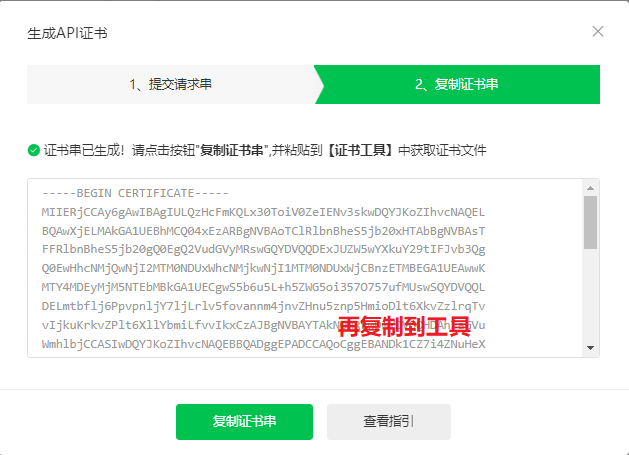 生成API证书
1、提交请求串
2、复制证书串
证书串已生成！请点击按钮"复制证书串",并粘贴到【证书工具】中获取证书文件
-----BEGIN CERTIFICATE-----
MIIERjCCAy6gAwIBAgIULQzHcFmKQLx30ToiV0ZeIENv3skwDQYJKoZIhvcNAQEL
BQAwXjELMAkGA1UEBhMCQ04xEzARBgNVBAoTClRlbnBheS5jb20xHTAbBgNVBAsT
FFRlbnBheS5jb20gQ0EgQ2VudGVyMRswGQYDVQQDExJUZW5wYXkuY29tIFJvb3Qg
Q0EwHhcNMjQwNjI2MTM0NDUxWhcNMjkwNjI1MTM0NDUxWjCBnzETMBEGA1UEAwwK
MTY4MDEyMjM5NTEbMBkGA1UECgwS5b6u5L+h5ZWG5oi357O757ufMUswSQYDVQQL
DELmtbflj6PpvpnljY7ljLrlv5fovannm4jnvZHnu5znp5HmioDlt6XkvZzlrqTv
vIjkuKrkvZPlt6XllYbmiLfvvIkxCzAJBgNVBAYTAk
再复制到工具
WmhlbjCCASIwDQYJKoZIhvcNAQEBBQADggEPADCCAQoCggEBANDk1CZ7i4ZNuHeX
复制证书串
查看指引